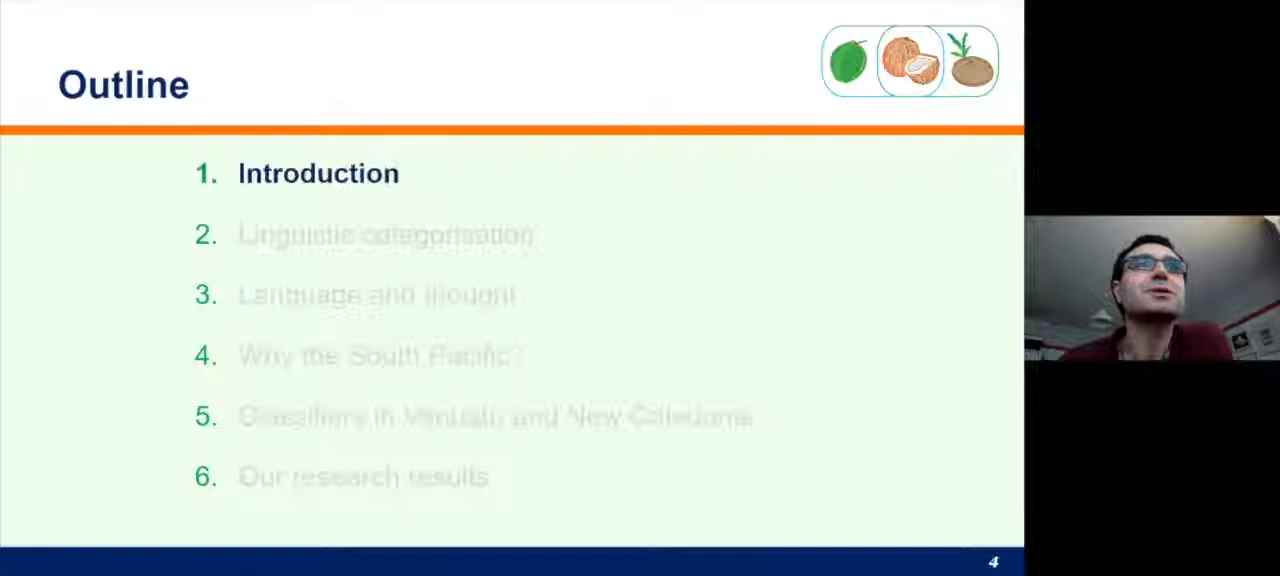 Outline
1. Introduction
2. Linguistic categorisation
3. Language and thought
4. Why the South Pacific?
5. Classifiers in Vanuatu and New Caledonia
6. Our research results
4